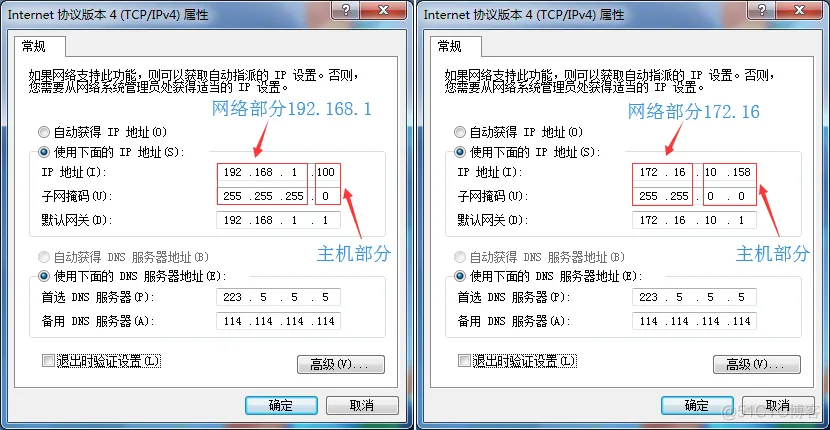 Internet 协议版本 4 (TCP/IPv4) 属性
常规
如果网络支持此功能，则可以获取自动指派的 IP 设置。否则，
您需要从网络系统管理员处获得适当的 IP 设置。
网络部分192.168.1
自动获得 IP 地址(O)
使用下面的 IP 地址(S):
IP 地址(I): 192 .168 . 1 .100
子网掩码(U): 255 .255 .255 . 0
默认网关(D): 192 .168 . 1 . 1
主机部分
自动获得 DNS 服务器地址(B)
使用下面的 DNS 服务器地址(E):
首选 DNS 服务器(P): 223 . 5 . 5 . 5
备用 DNS 服务器(A): 114 .114 .114 .114
退出时验证设置(L)
高级(V)...
确定 取消
Internet 协议版本 4 (TCP/IPv4) 属性
常规
如果网络支持此功能，则可以获取自动指派的 IP 设置。否则，
您需要从网络系统管理员处获得适当的 IP 设置。
网络部分172.16
自动获得 IP 地址(O)
使用下面的 IP 地址(S):
IP 地址(I): 172 . 16 . 10 .158
子网掩码(U): 255 .255 . 0 . 0
默认网关(D): 172 . 16 . 10 . 1
主机部分
自动获得 DNS 服务器地址(B)
使用下面的 DNS 服务器地址(E):
首选 DNS 服务器(P): 223 . 5 . 5 . 5
备用 DNS 服务器(A): 114 .114 .114 .114
退出时验证设置(L)
高级(V)...
确定 取消
@51CTO博客